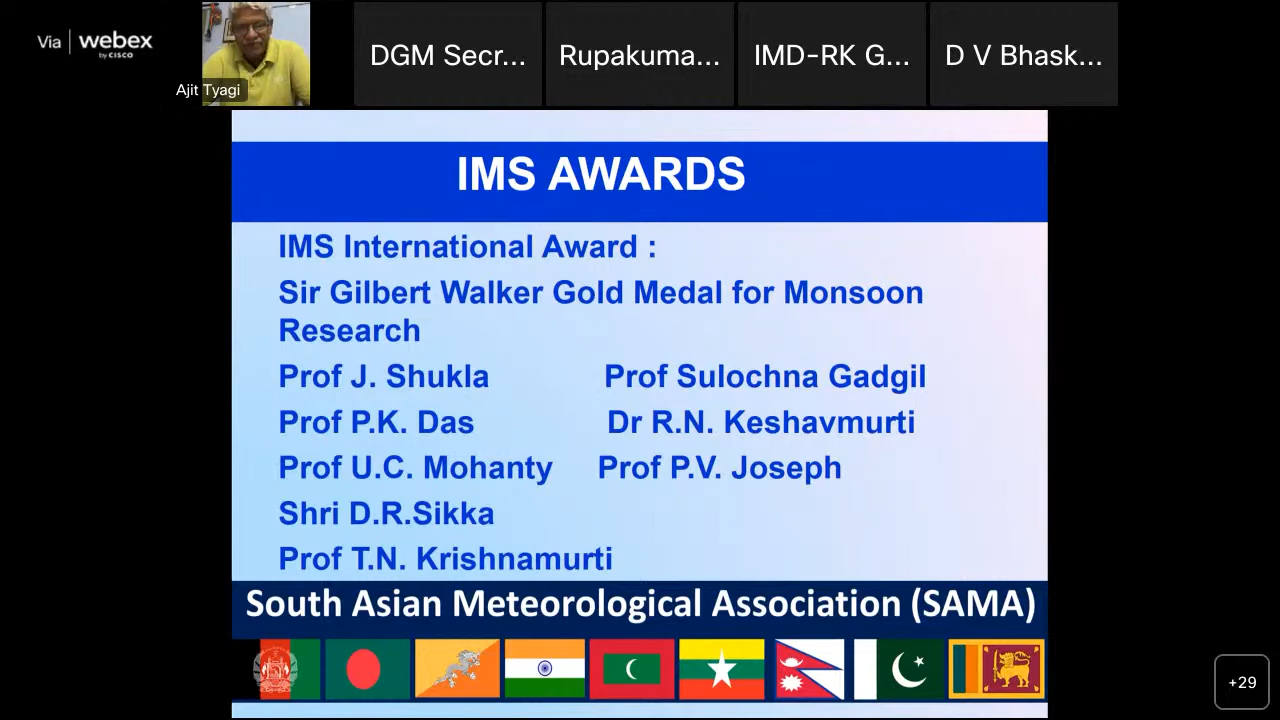 Via webex
by CISCO
Ajit Tyagi
DGM Secr...
Rupakuma...
IMD-RK G...
D V Bhask...
IMS AWARDS
IMS International Award :
Sir Gilbert Walker Gold Medal for Monsoon
Research
Prof J. Shukla Prof Sulochna Gadgil
Prof P.K. Das Dr R.N. Keshavmurti
Prof U.C. Mohanty Prof P.V. Joseph
Shri D.R.Sikka
Prof T.N. Krishnamurti
South Asian Meteorological Association (SAMA)
+29